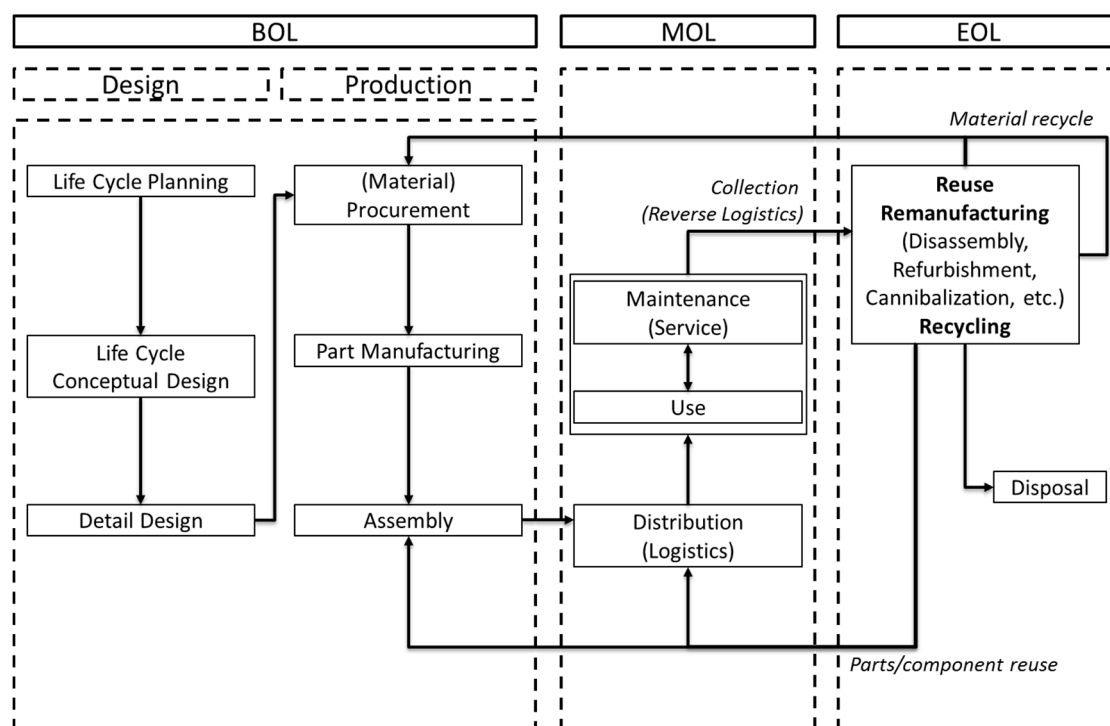 BOL
MOL
EOL
Design
Production
Material recycle
Life Cycle Planning
(Material)
Procurement
Collection
(Reverse Logistics)
Reuse
Remanufacturing
(Disassembly,
Refurbishment,
Cannibalization, etc.)
Recycling
Maintenance
(Service)
Life Cycle
Conceptual Design
Part Manufacturing
Use
Disposal
Detail Design
Assembly
Distribution
(Logistics)
Parts/component reuse